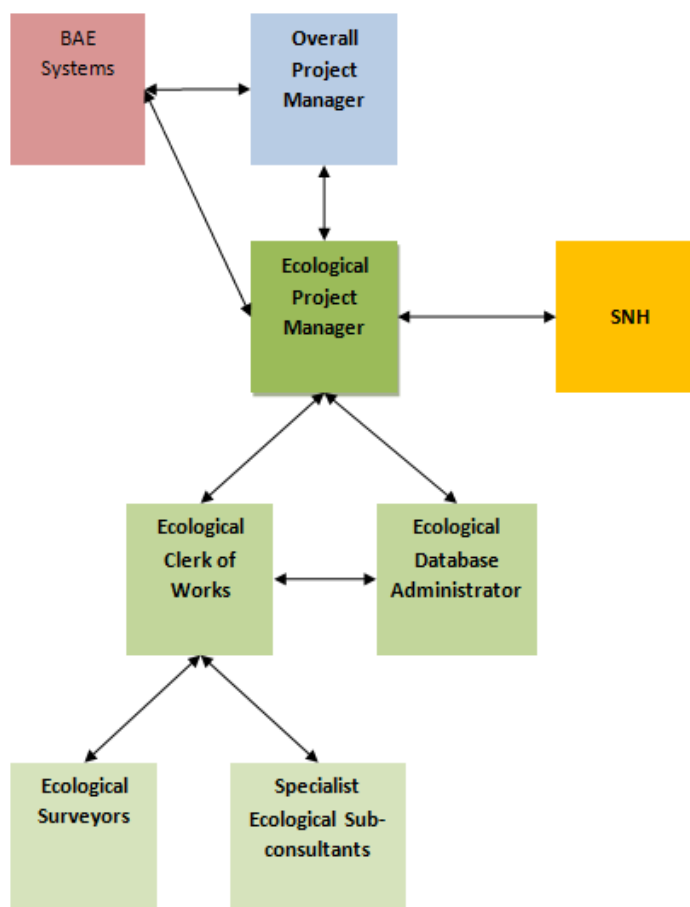 BAE
Systems
Overall
Project
Manager
Ecological
Project
Manager
SNH
Ecological
Clerk of
Works
Ecological
Database
Administrator
Ecological
Surveyors
Specialist
Ecological Sub-
consultants